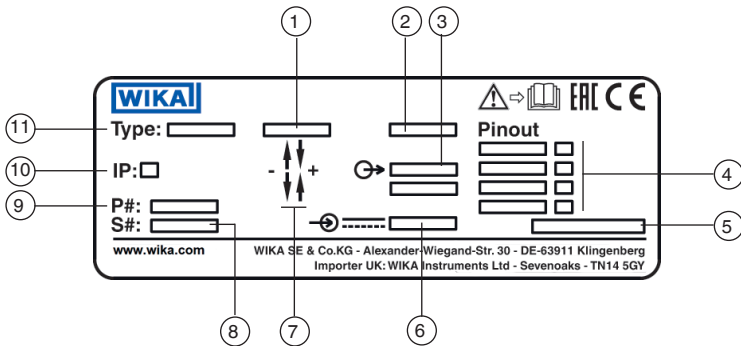 1
2
3
WIKA
EAC CE
11
Type:
Pinout
10
IP:
- +
4
9
P#:
S#:
5
www.wika.com
WIKA SE & Co.KG - Alexander-Wiegand-Str. 30 - DE-63911 Klingenberg
Importer UK: WIKA Instruments Ltd - Sevenoaks - TN14 5GY
8
7
6